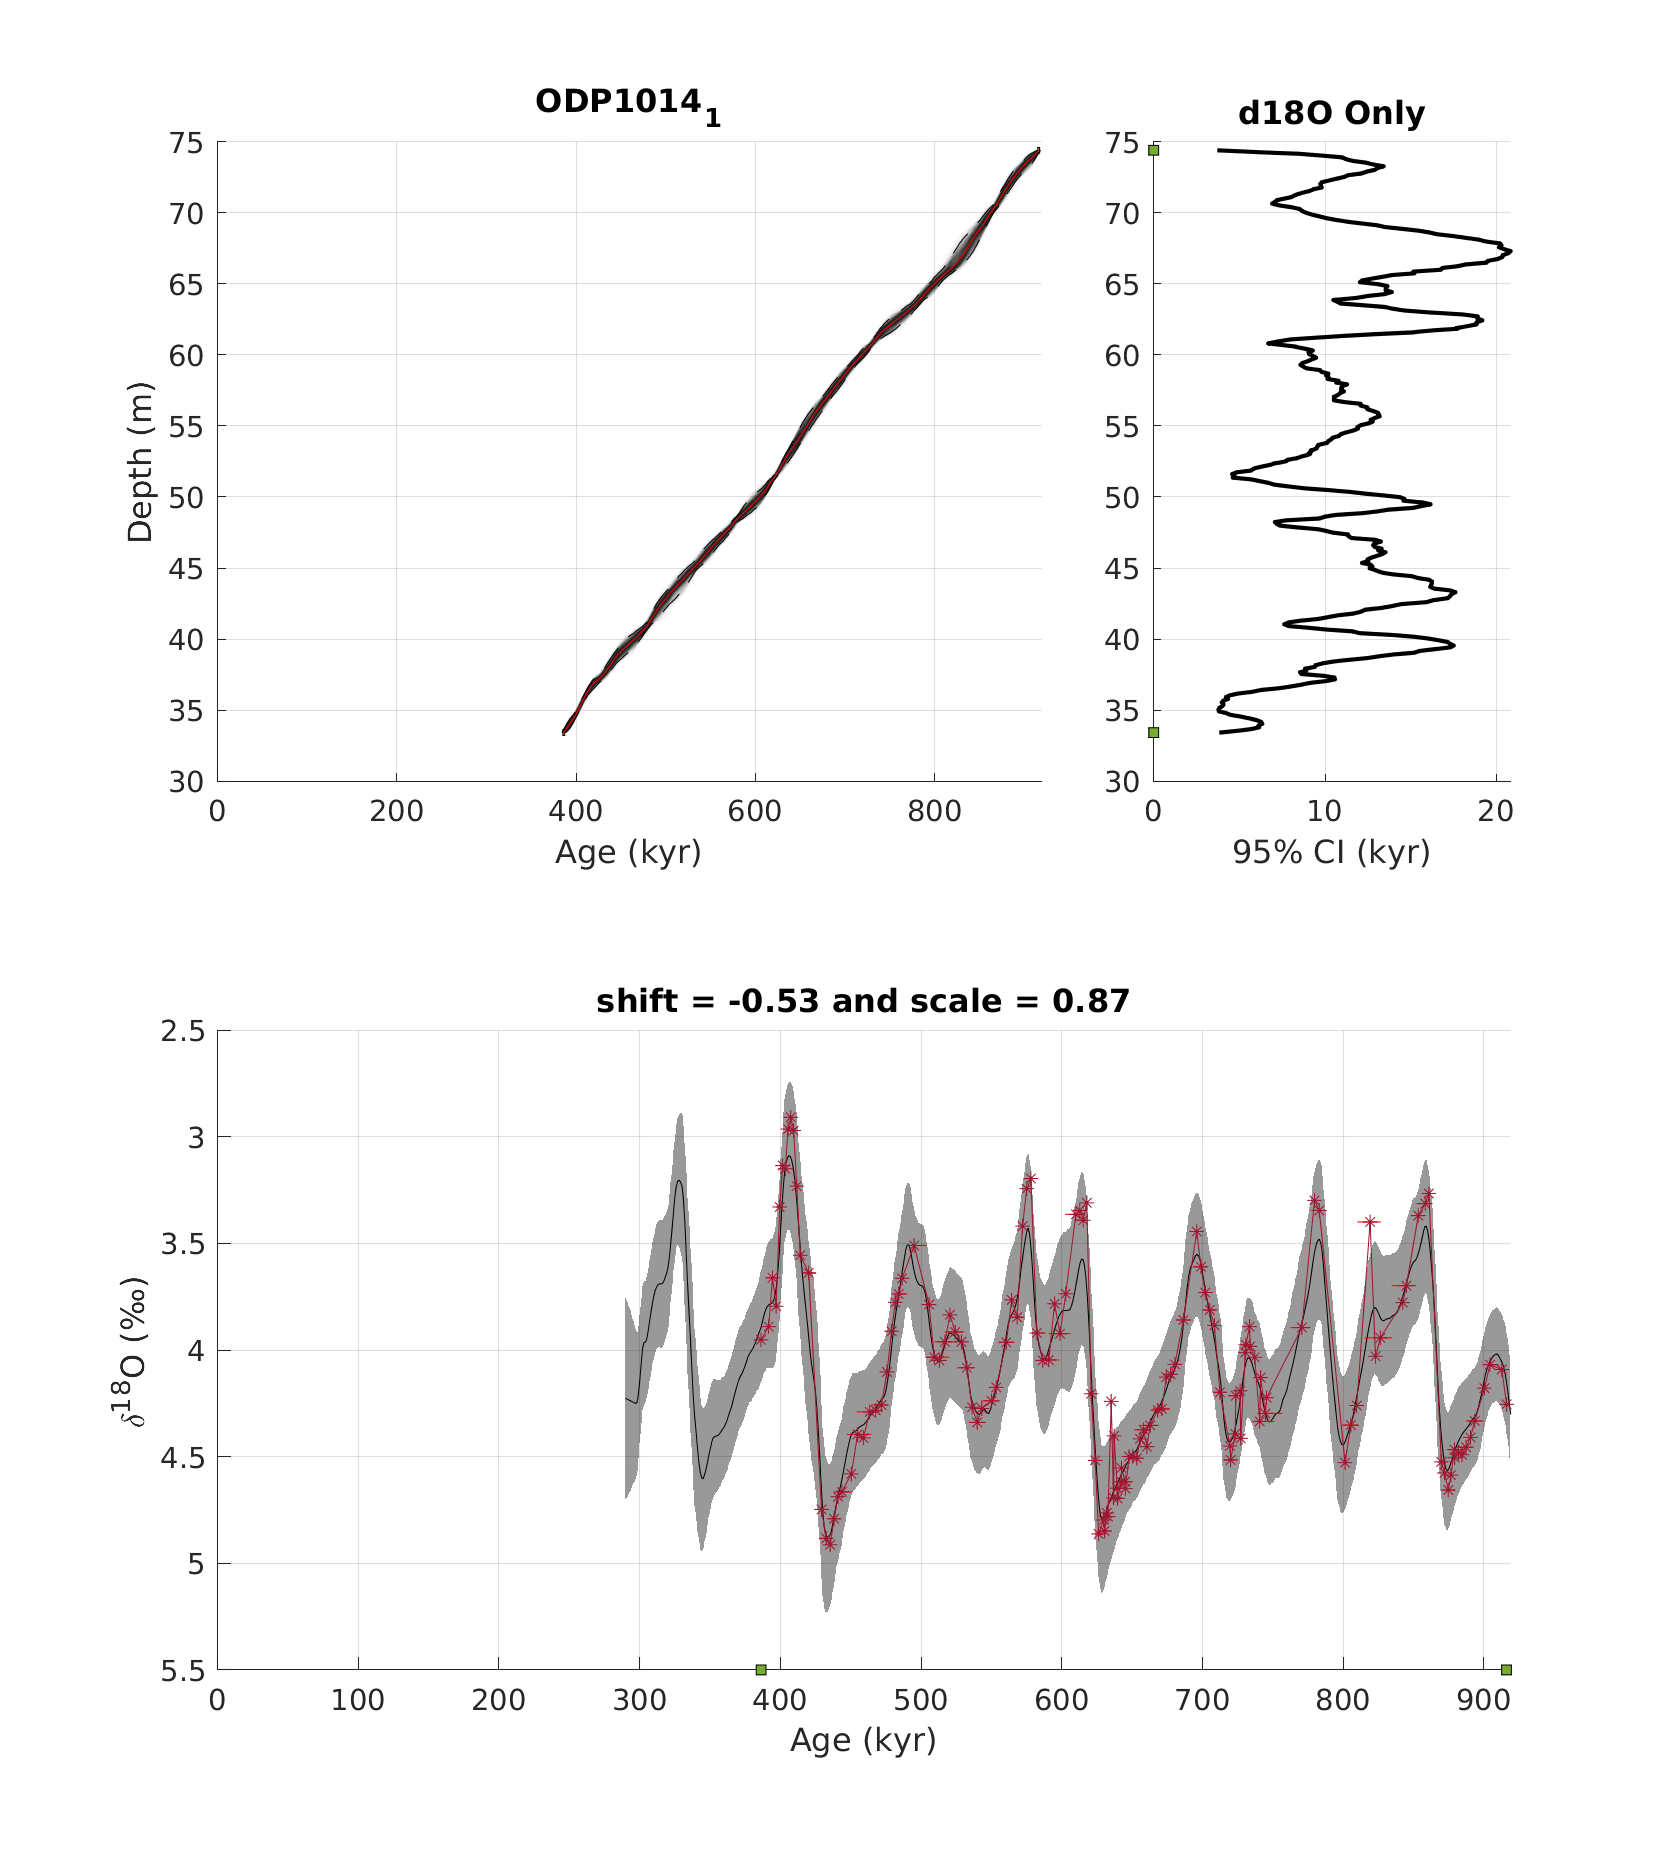 ODP1014₁
75
70
65
60
55
50
45
40
35
30
Depth (m)
0 200 400 600 800
Age (kyr)
d18O Only
75
70
65
60
55
50
45
40
35
30
0 10 20
95% CI (kyr)
shift = -0.53 and scale = 0.87
2.5
3
3.5
4
4.5
5
5.5
δ¹⁸O (‰)
0 100 200 300 400 500 600 700 800 900
Age (kyr)